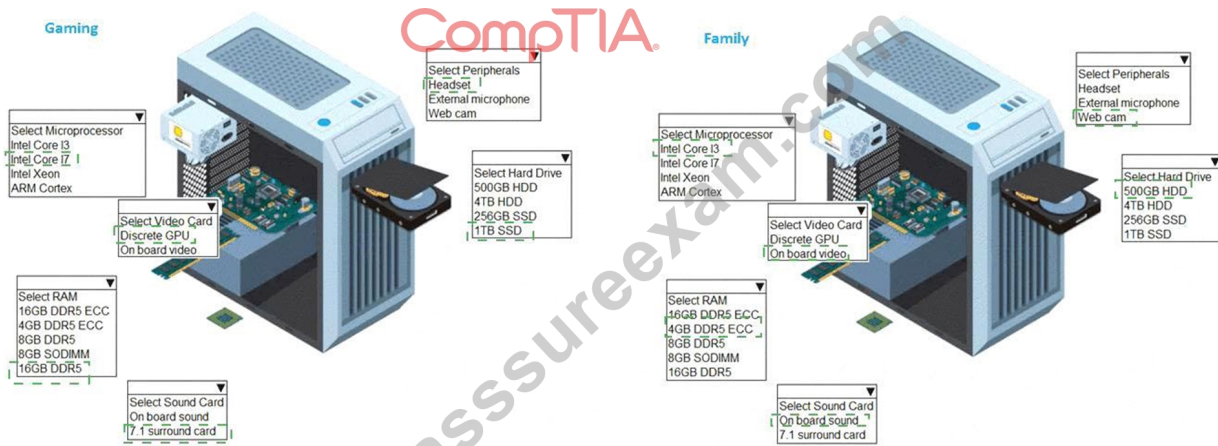 CompTIA.
Gaming
Select Peripherals
Headset
External microphone
Web cam
Select Microprocessor
Intel Core I3
Intel Core I7
Intel Xeon
ARM Cortex
Select Hard Drive
500GB HDD
4TB HDD
256GB SSD
1TB SSD
Select Video Card
Discrete GPU
On board video
Select RAM
16GB DDR5 ECC
4GB DDR5 ECC
8GB DDR5
8GB SODIMM
16GB DDR5
Select Sound Card
On board sound
7.1 surround card
Family
Select Peripherals
Headset
External microphone
Web cam
Select Microprocessor
Intel Core I3
Intel Core I7
Intel Xeon
ARM Cortex
Select Hard Drive
500GB HDD
4TB HDD
256GB SSD
1TB SSD
Select Video Card
Discrete GPU
On board video
Select RAM
16GB DDR5 ECC
4GB DDR5 ECC
8GB DDR5
8GB SODIMM
16GB DDR5
Select Sound Card
On board sound
7.1 surround card